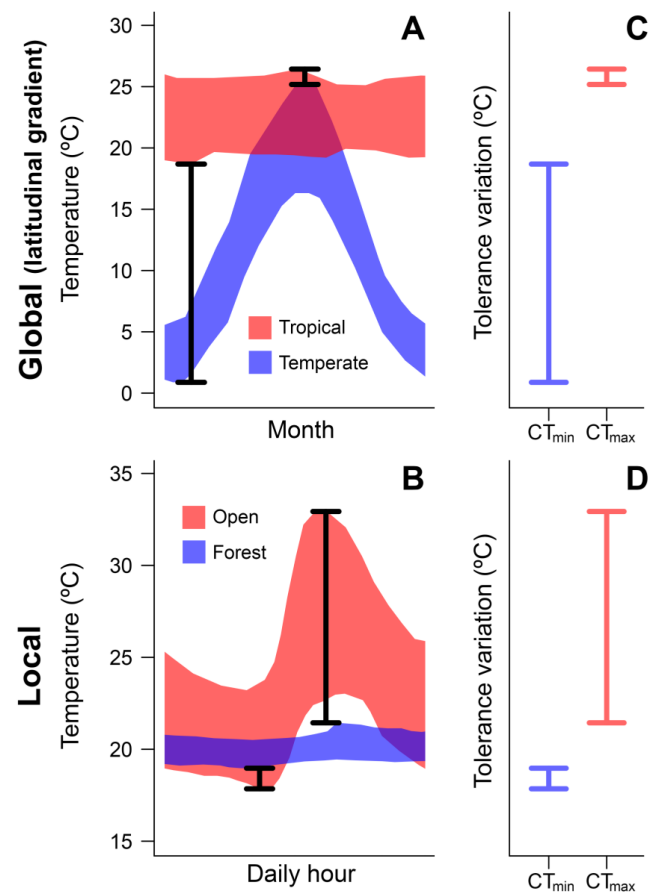 Global (latitudinal gradient)
Temperature (ºC)
30
25
20
15
10
5
0
A
Tropical
Temperate
Month
C
Tolerance variation (ºC)
CTmin
CTmax
Local
Temperature (ºC)
35
30
25
20
15
B
Open
Forest
Daily hour
D
Tolerance variation (ºC)
CTmin
CTmax